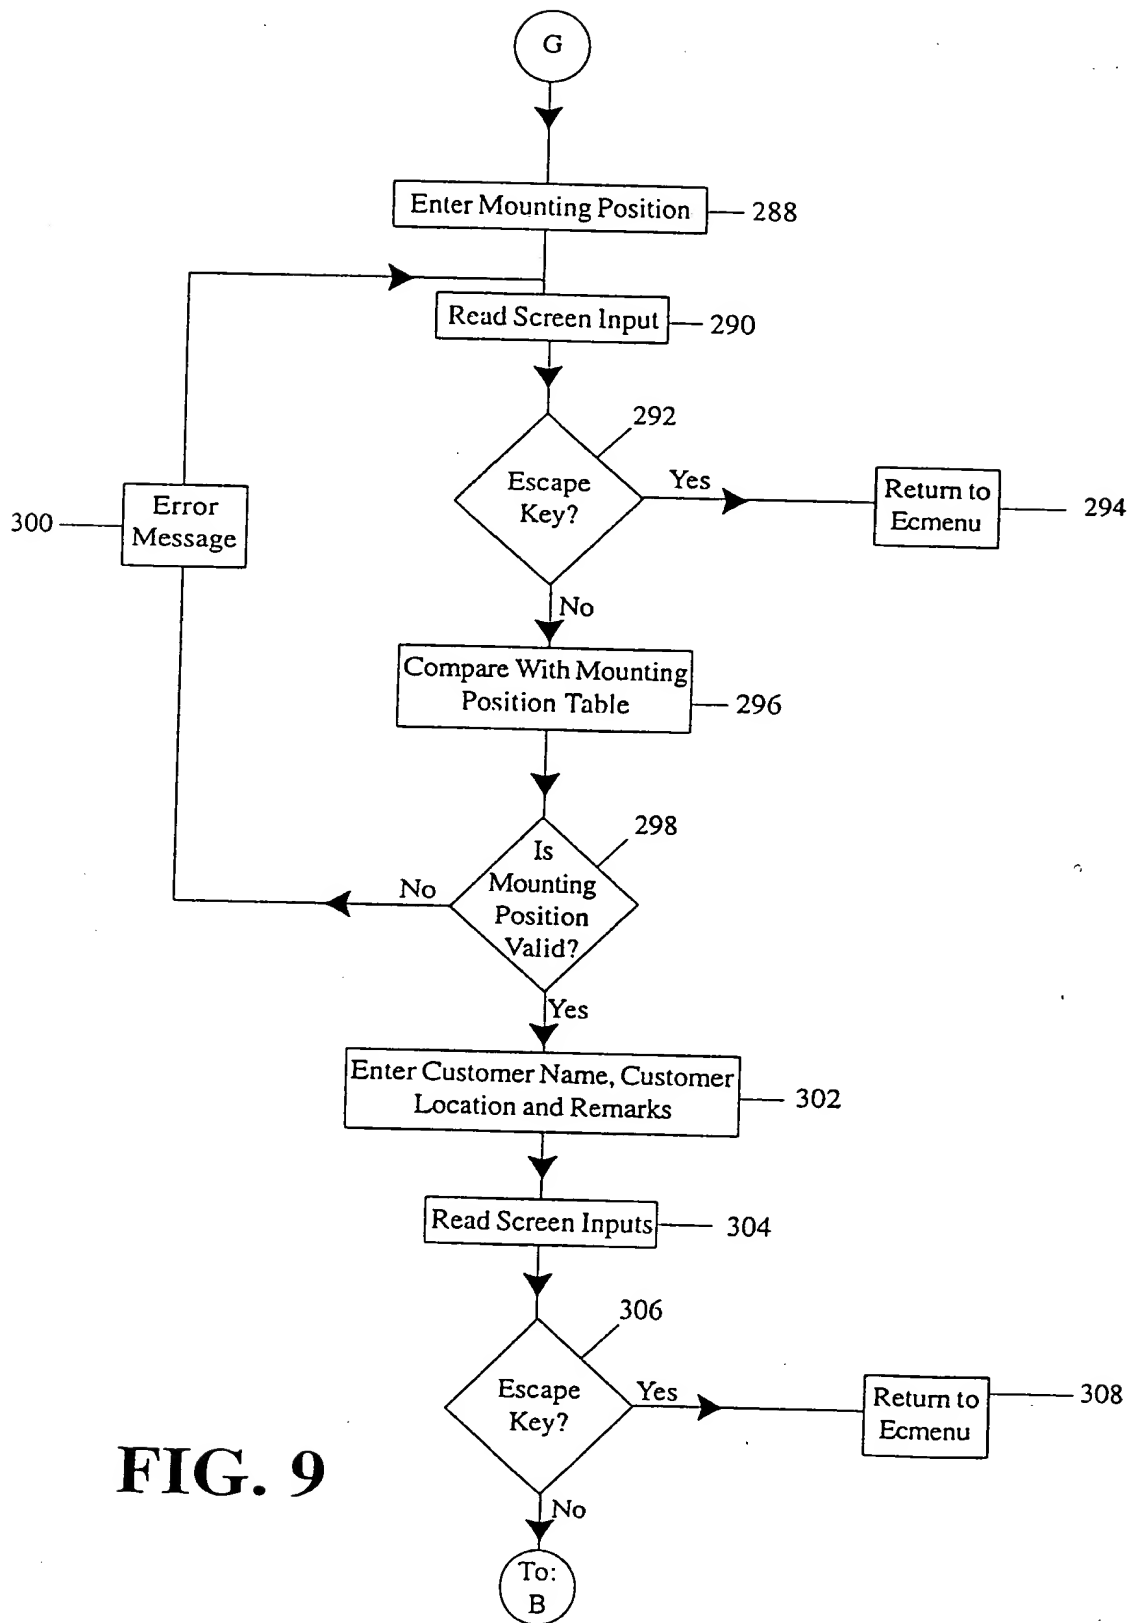 G
Enter Mounting Position
288
Read Screen Input
290
292
Escape
Key?
Yes
Return to
Ecmenu
294
300
Error
Message
No
Compare With Mounting
Position Table
296
298
Is
Mounting
Position
Valid?
No
Yes
Enter Customer Name, Customer
Location and Remarks
302
Read Screen Inputs
304
306
Escape
Key?
Yes
Return to
Ecmenu
308
FIG. 9
No
To:
B